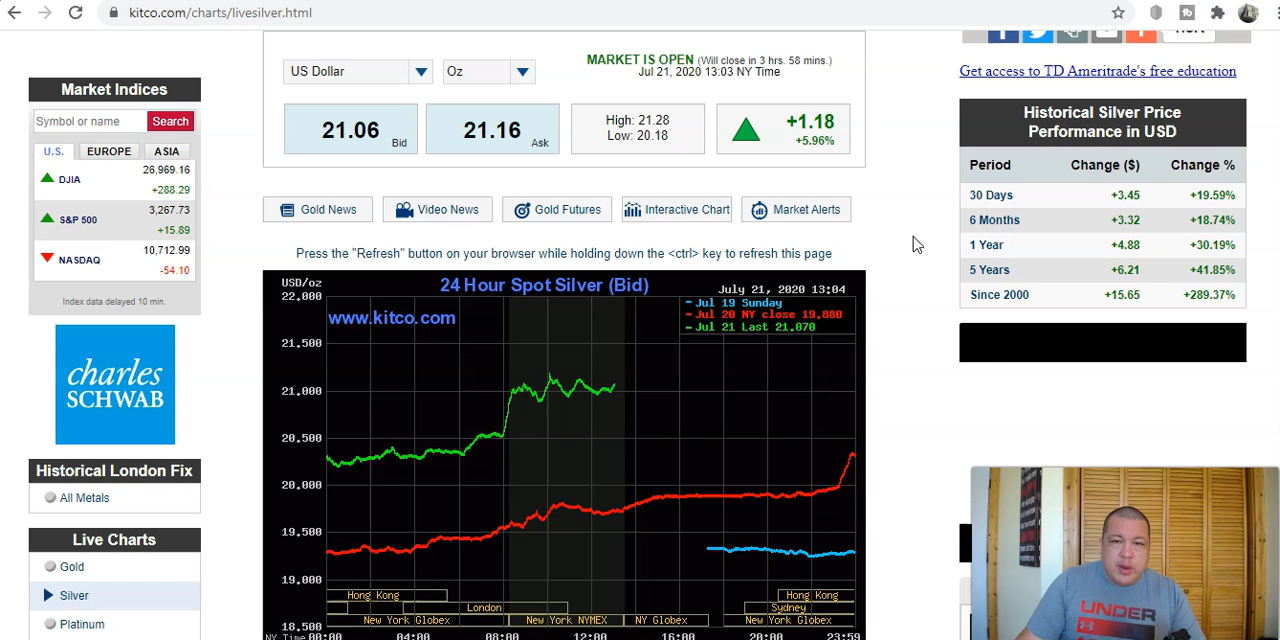 kitco.com/charts/livesilver.html
Market Indices
Symbol or name
Search
U.S.
EUROPE
ASIA
DJIA
26,969.16
+288.29
S&P 500
3,267.73
+15.89
NASDAQ
10,712.99
-54.10
Index data delayed 10 min.
charles
SCHWAB
Historical London Fix
All Metals
Live Charts
Gold
Silver
Platinum
US Dollar
Oz
MARKET IS OPEN (Will close in 3 hrs. 58 mins.)
Jul 21, 2020 13:03 NY Time
21.06
Bid
21.16
Ask
High: 21.28
Low: 20.18
+1.18
+5.96%
Gold News
Video News
Gold Futures
Interactive Chart
Market Alerts
Press the "Refresh" button on your browser while holding down the <ctrl> key to refresh this page
USD/oz
24 Hour Spot Silver (Bid)
July 21, 2020 13:04
www.kitco.com
Jul 19 Sunday
Jul 20 NY close 19.880
Jul 21 Last 21.070
22.000
21.500
21.000
20.500
20.000
19.500
19.000
18.500
Hong Kong
London
New York Globex
New York NYMEX
NY Globex
Hong Kong
Sydney
New York Globex
NY Time 00:00 04:00 08:00 12:00 16:00 20:00 23:59
Get access to TD Ameritrade's free education
Historical Silver Price
Performance in USD
Period Change ($) Change %
30 Days +3.45 +19.59%
6 Months +3.32 +18.74%
1 Year +4.88 +30.19%
5 Years +6.21 +41.85%
Since 2000 +15.65 +289.37%
UNDER